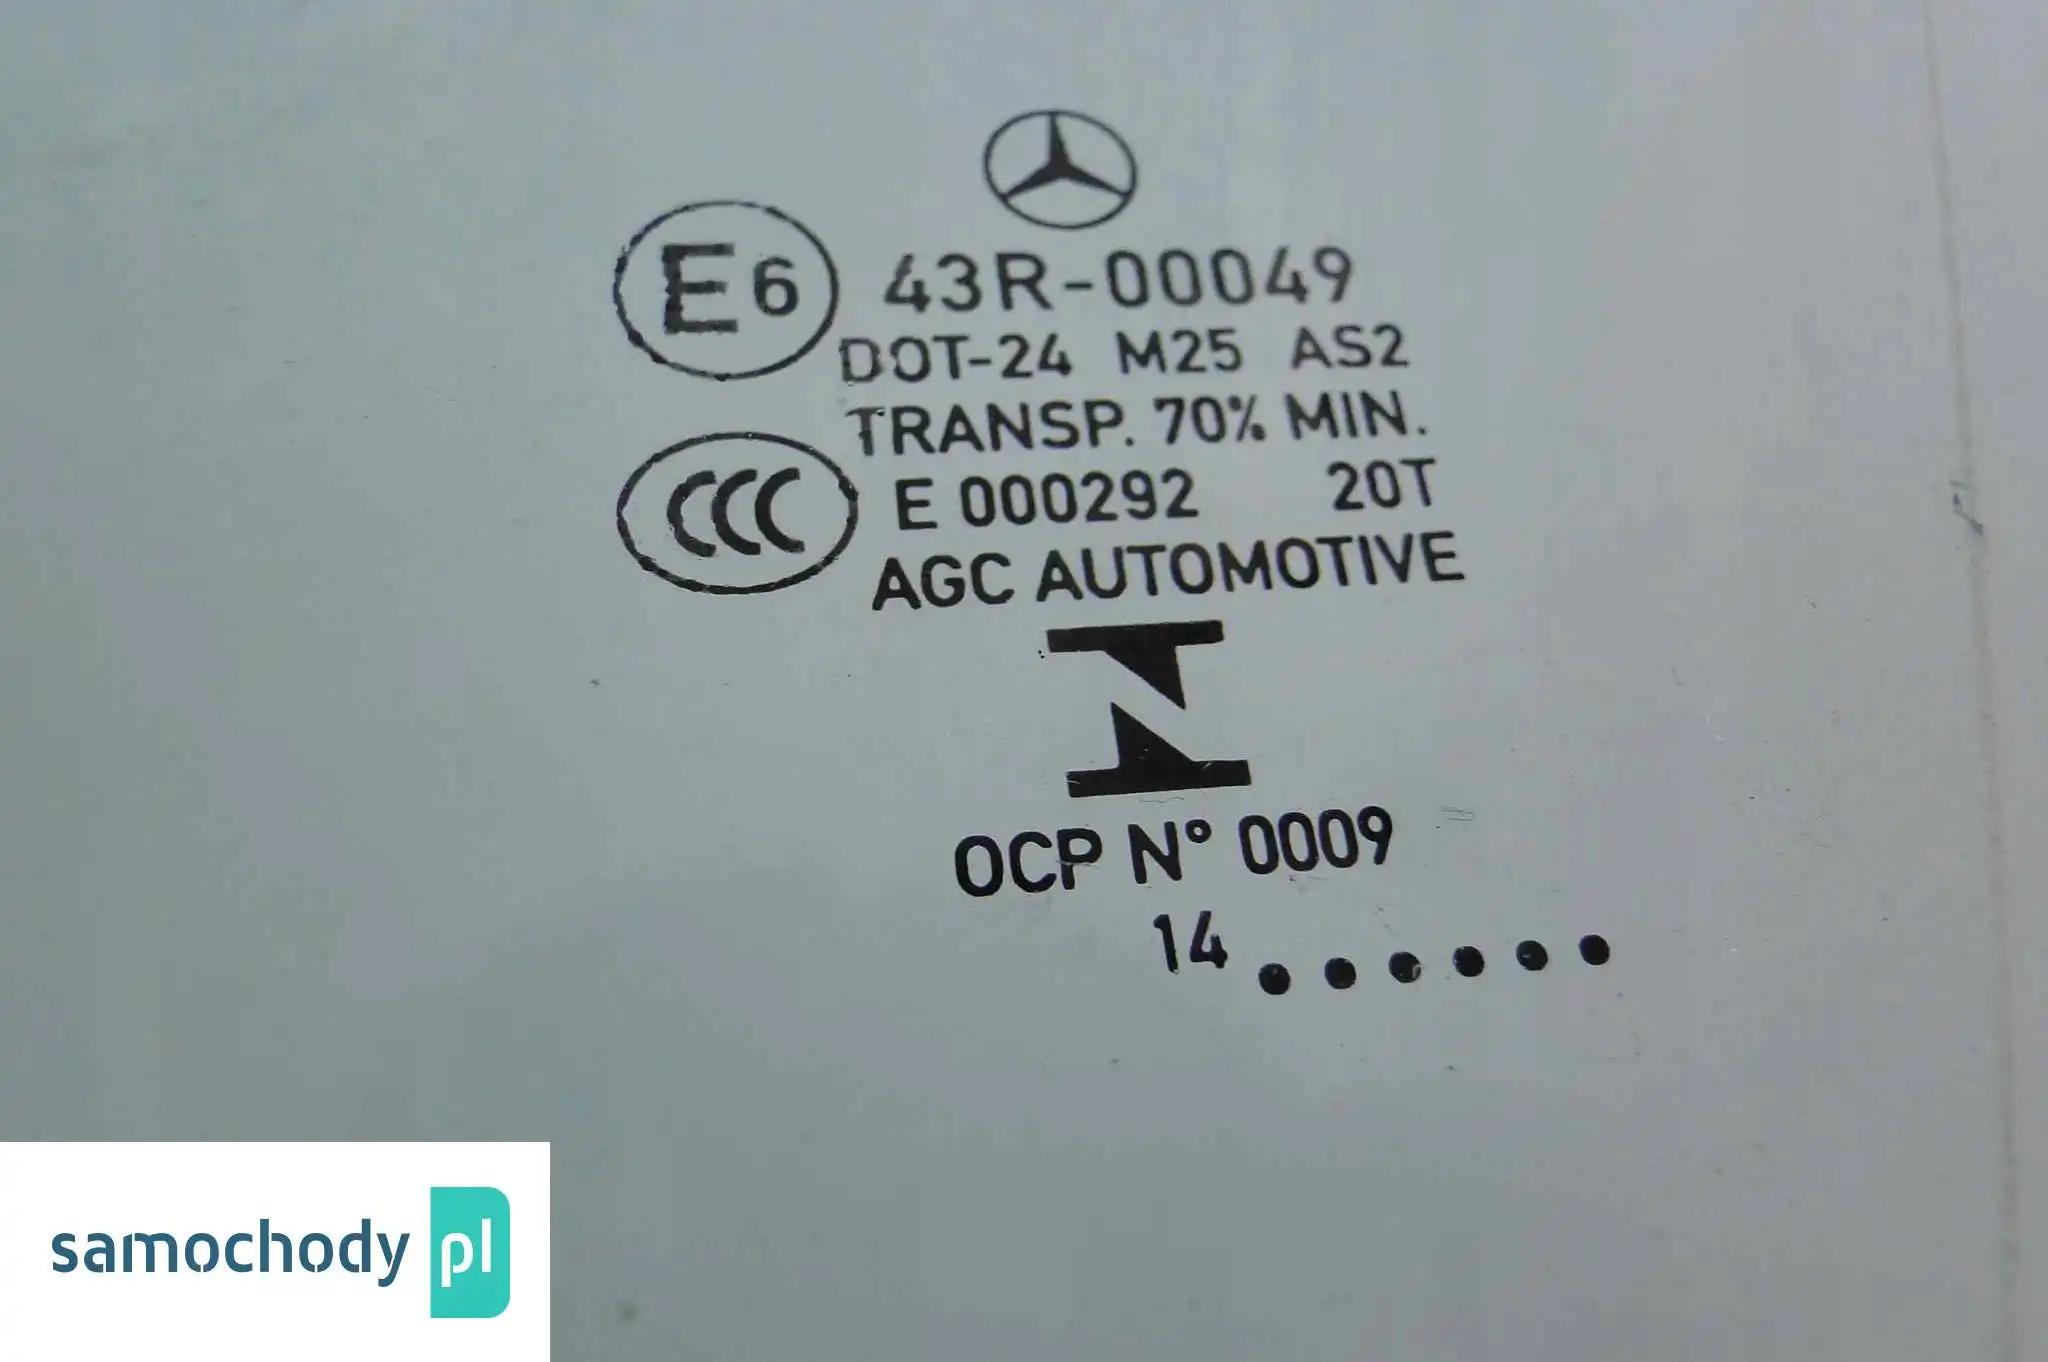 E6 43R-00049
DOT-24 M25 AS2
TRANSP. 70% MIN.
CCC E 000292 20T
AGC AUTOMOTIVE
N
OCP N° 0009
14......
samochody pl